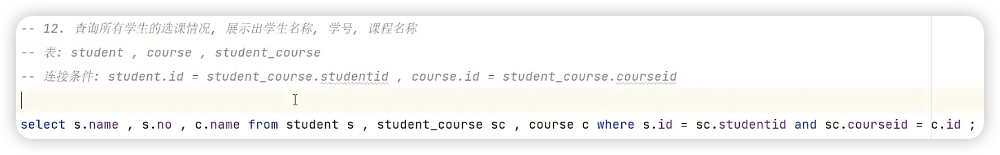 -- 12. 查询所有学生的选课情况, 展示出学生名称, 学号, 课程名称
-- 表: student , course , student_course
-- 连接条件: student.id = student_course.studentid , course.id = student_course.courseid
select s.name , s.no , c.name from student s , student_course sc , course c where s.id = sc.studentid and sc.courseid = c.id ;